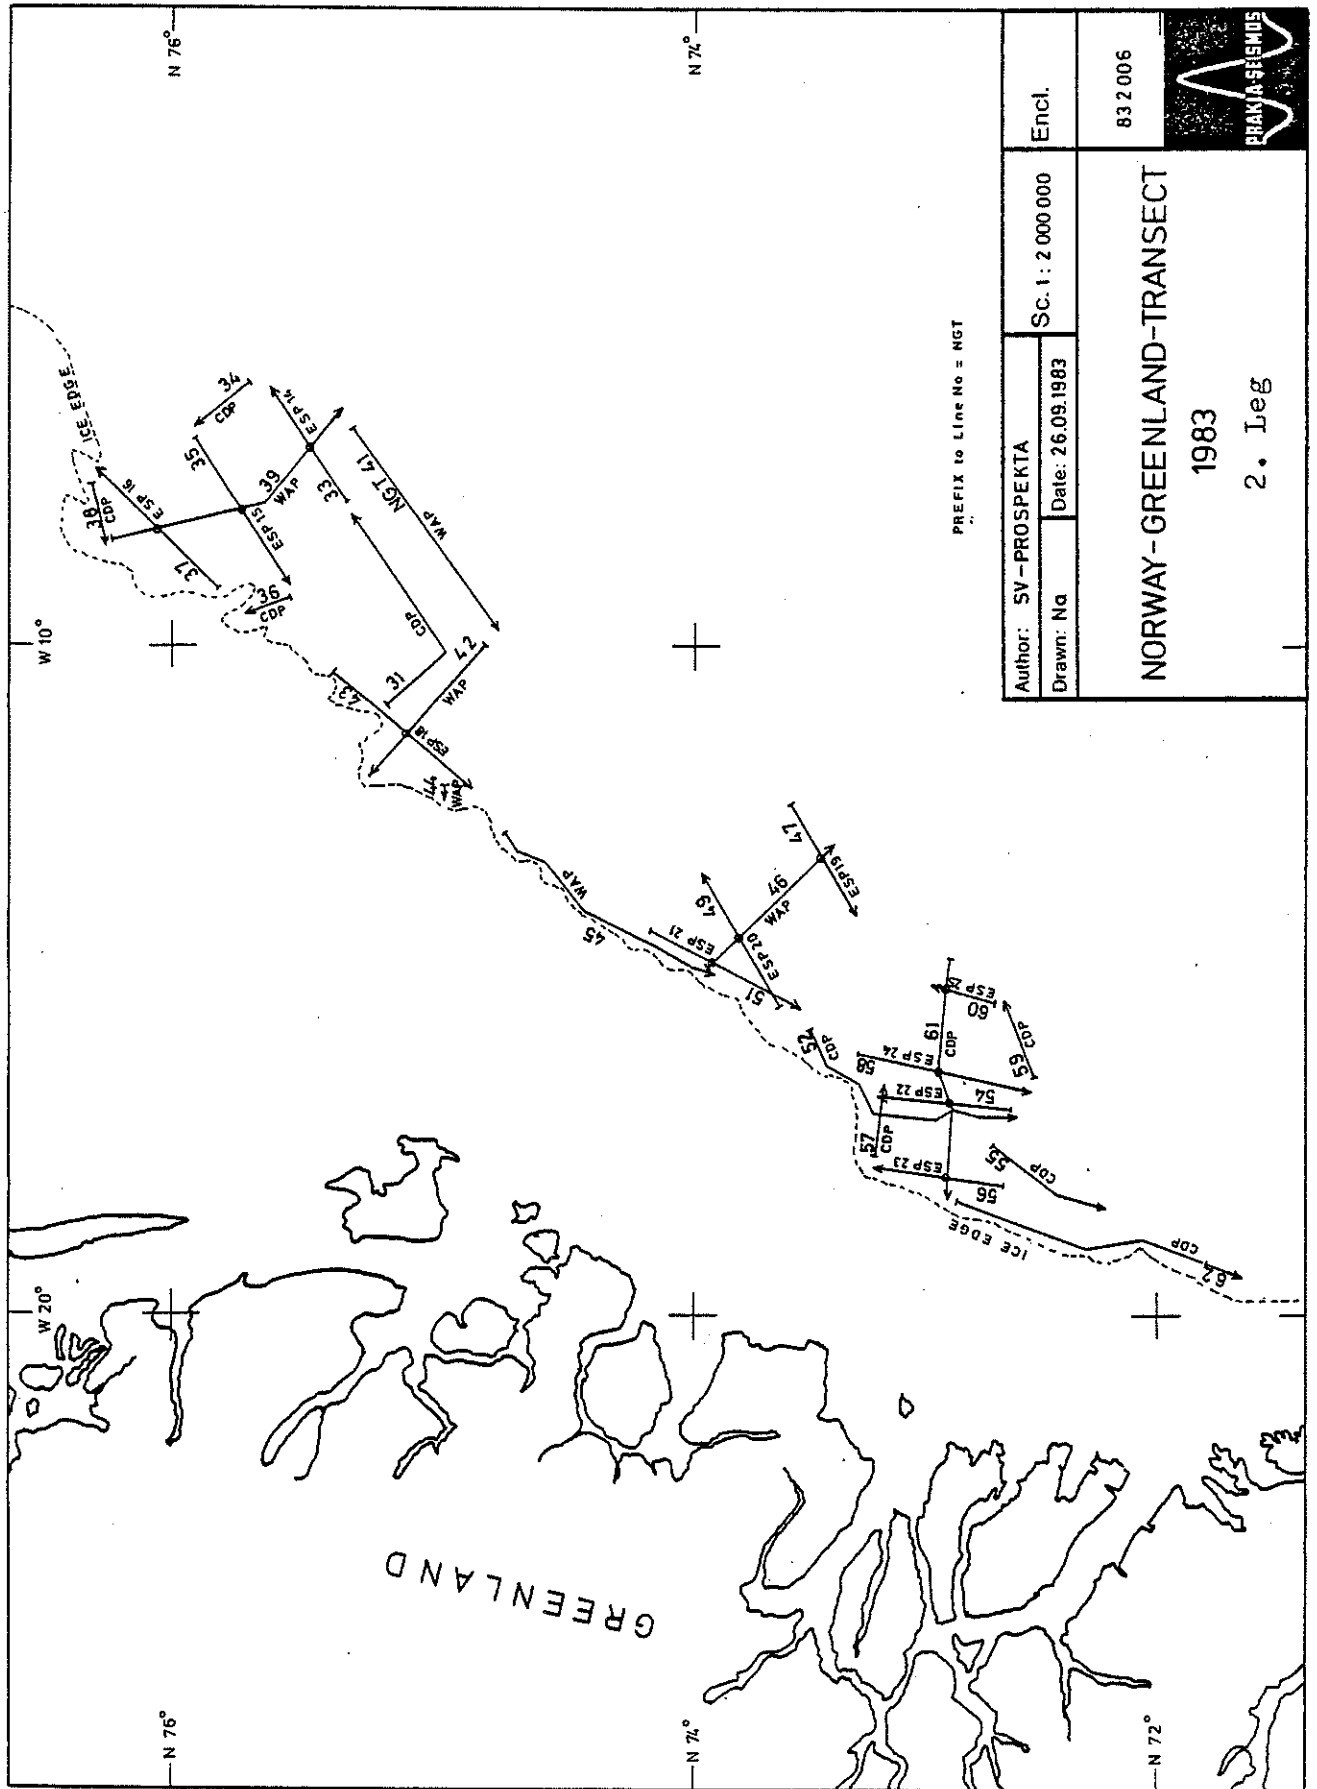 N 76°
N 74°
W 10°
ICE EDGE
38
CDP
ESP 16
37
35
ESP 15
34
CDP
ESP 14
33
39
WAP
36
CDP
NGT 41
WAP
CDP
31
42
WAP
43
ESP 18
44
WAP
WAP
45
ESP 21
51
49
ESP 20
46
WAP
47
ESP 19
52
CDP
58
ESP 24
61
CDP
60
59
CDP
ESP 22
54
57
CDP
ESP 23
56
55
CDP
ICE EDGE
CDP
62
W 20°
GREENLAND
N 76°
N 74°
N 72°
PREFIX to Line No = NGT
Author: SV-PROSPEKTA
Sc. 1 : 2 000 000
Encl.
Drawn: Na
Date: 26.09.1983
832006
NORWAY-GREENLAND-TRANSECT
1983
2. Leg
PRAKLA-SEISMOS